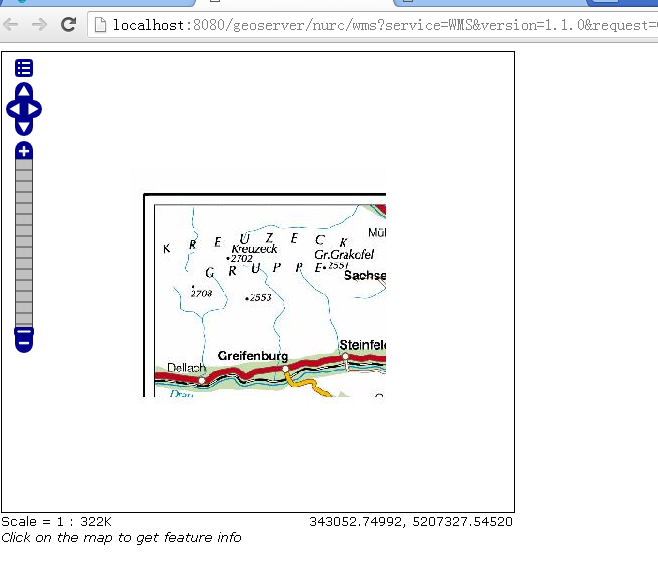 localhost:8080/geoserver/nurc/wms?service=WMS&version=1.1.0&request=
K R E U Z E C K
Mül
Kreuzeck
2702
Gr.Grakofel
G R U P P E
2551
Sachse
2708
2553
Steinfel
Greifenburg
Dellach
Drau
Scale = 1 : 322K
343052.74992, 5207327.54520
Click on the map to get feature info